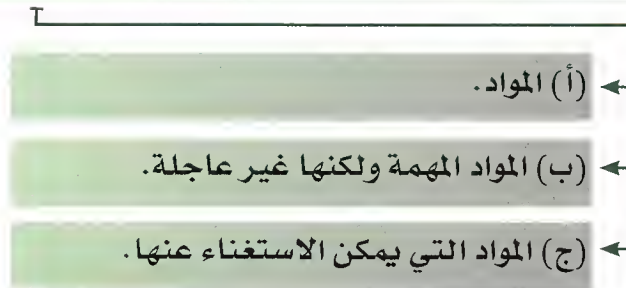 (أ) المواد.
(ب) المواد المهمة ولكنها غير عاجلة.
(ج) المواد التي يمكن الاستغناء عنها.